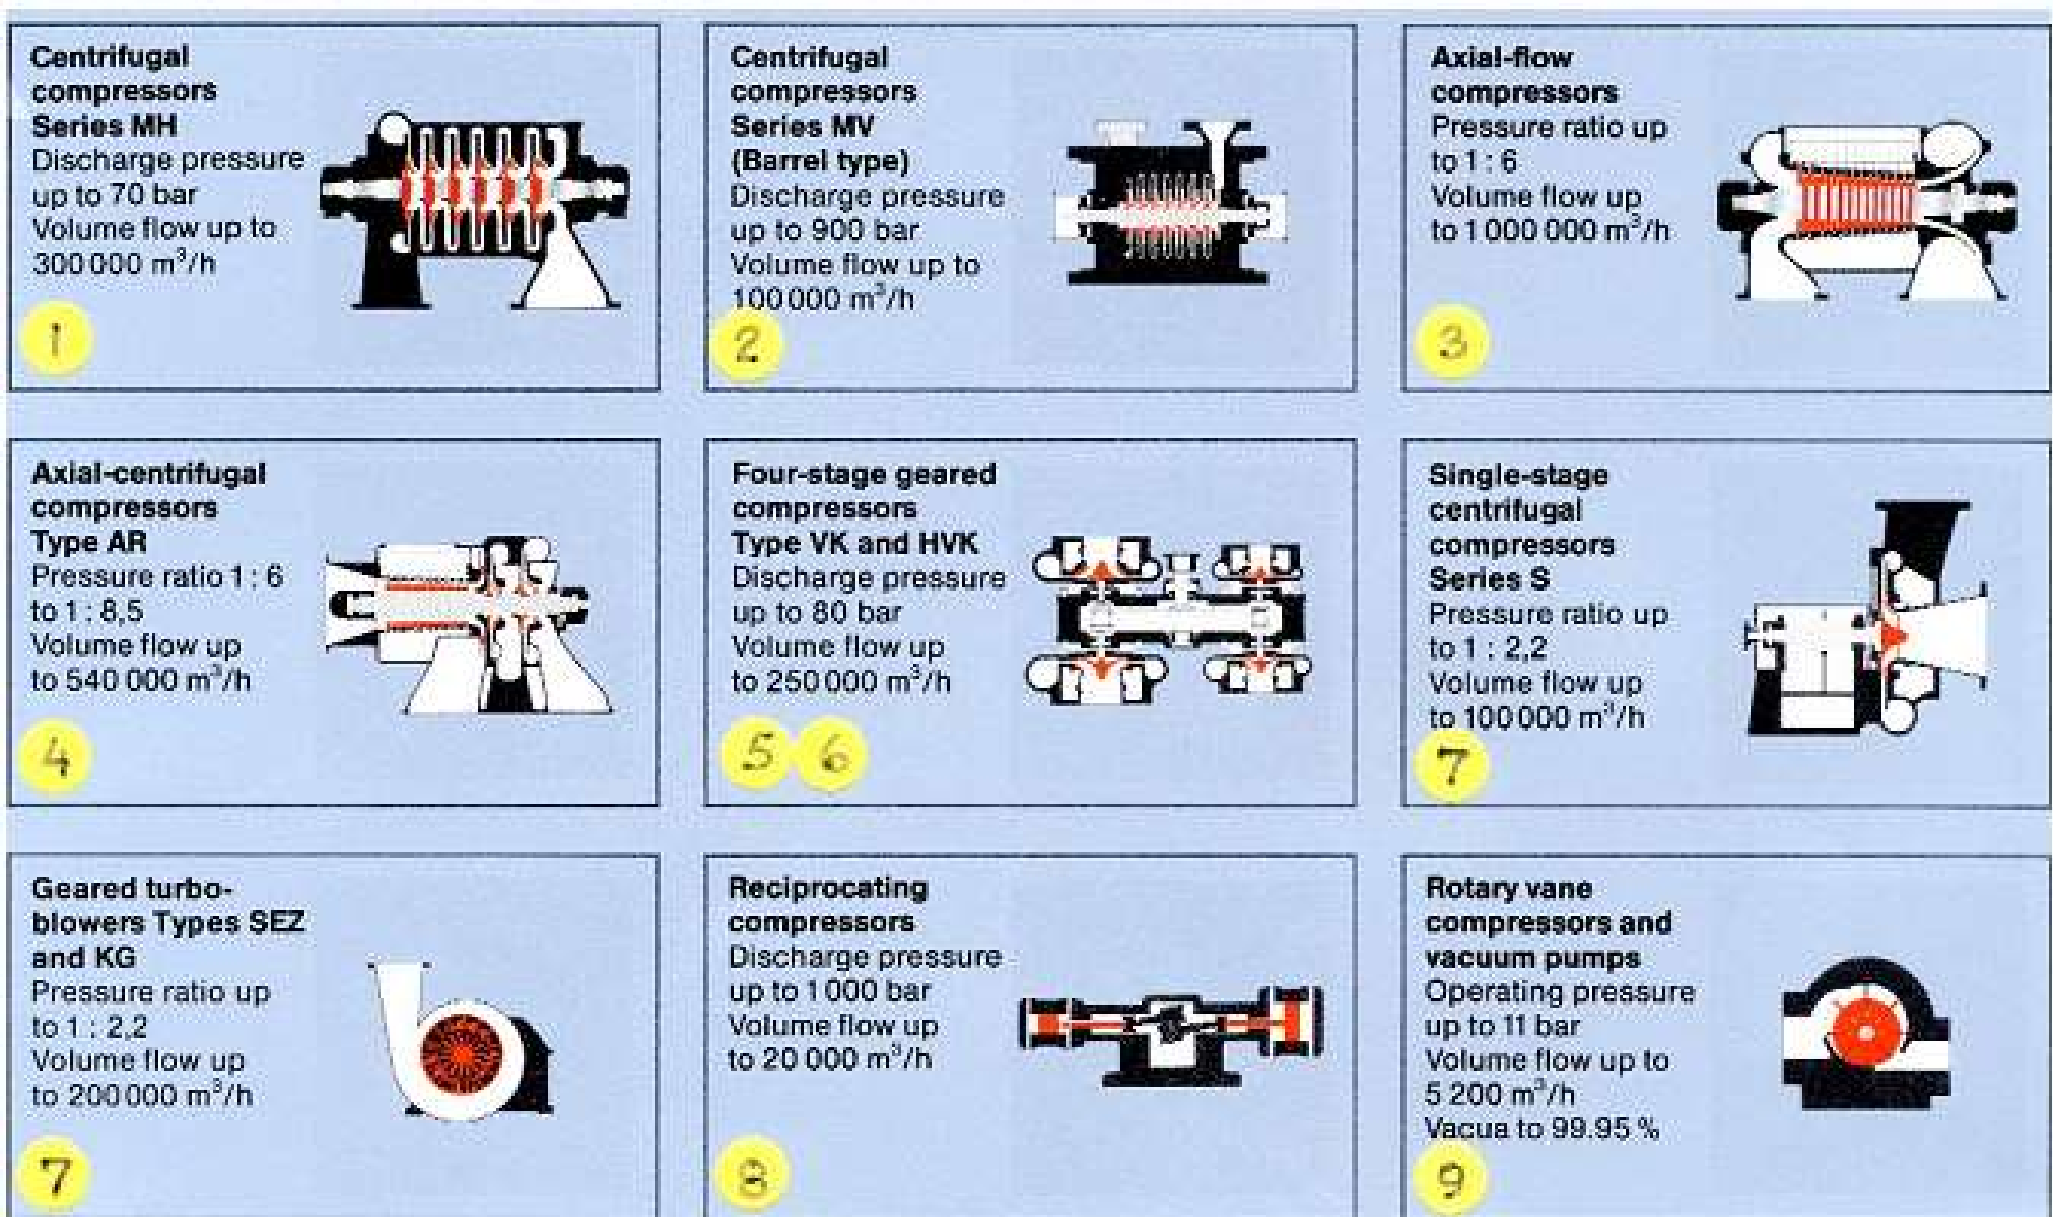 Centrifugal
compressors
Series MH
Discharge pressure
up to 70 bar
Volume flow up to
300 000 m³/h
1
Centrifugal
compressors
Series MV
(Barrel type)
Discharge pressure
up to 900 bar
Volume flow up to
100 000 m³/h
2
Axial-flow
compressors
Pressure ratio up
to 1 : 6
Volume flow up
to 1 000 000 m³/h
3
Axial-centrifugal
compressors
Type AR
Pressure ratio 1 : 6
to 1 : 8,5
Volume flow up
to 540 000 m³/h
4
Four-stage geared
compressors
Type VK and HVK
Discharge pressure
up to 80 bar
Volume flow up
to 250 000 m³/h
5 6
Single-stage
centrifugal
compressors
Series S
Pressure ratio up
to 1 : 2,2
Volume flow up
to 100 000 m³/h
7
Geared turbo-
blowers Types SEZ
and KG
Pressure ratio up
to 1 : 2,2
Volume flow up
to 200 000 m³/h
7
Reciprocating
compressors
Discharge pressure
up to 1 000 bar
Volume flow up
to 20 000 m³/h
8
Rotary vane
compressors and
vacuum pumps
Operating pressure
up to 11 bar
Volume flow up to
5 200 m³/h
Vacua to 99.95 %
9